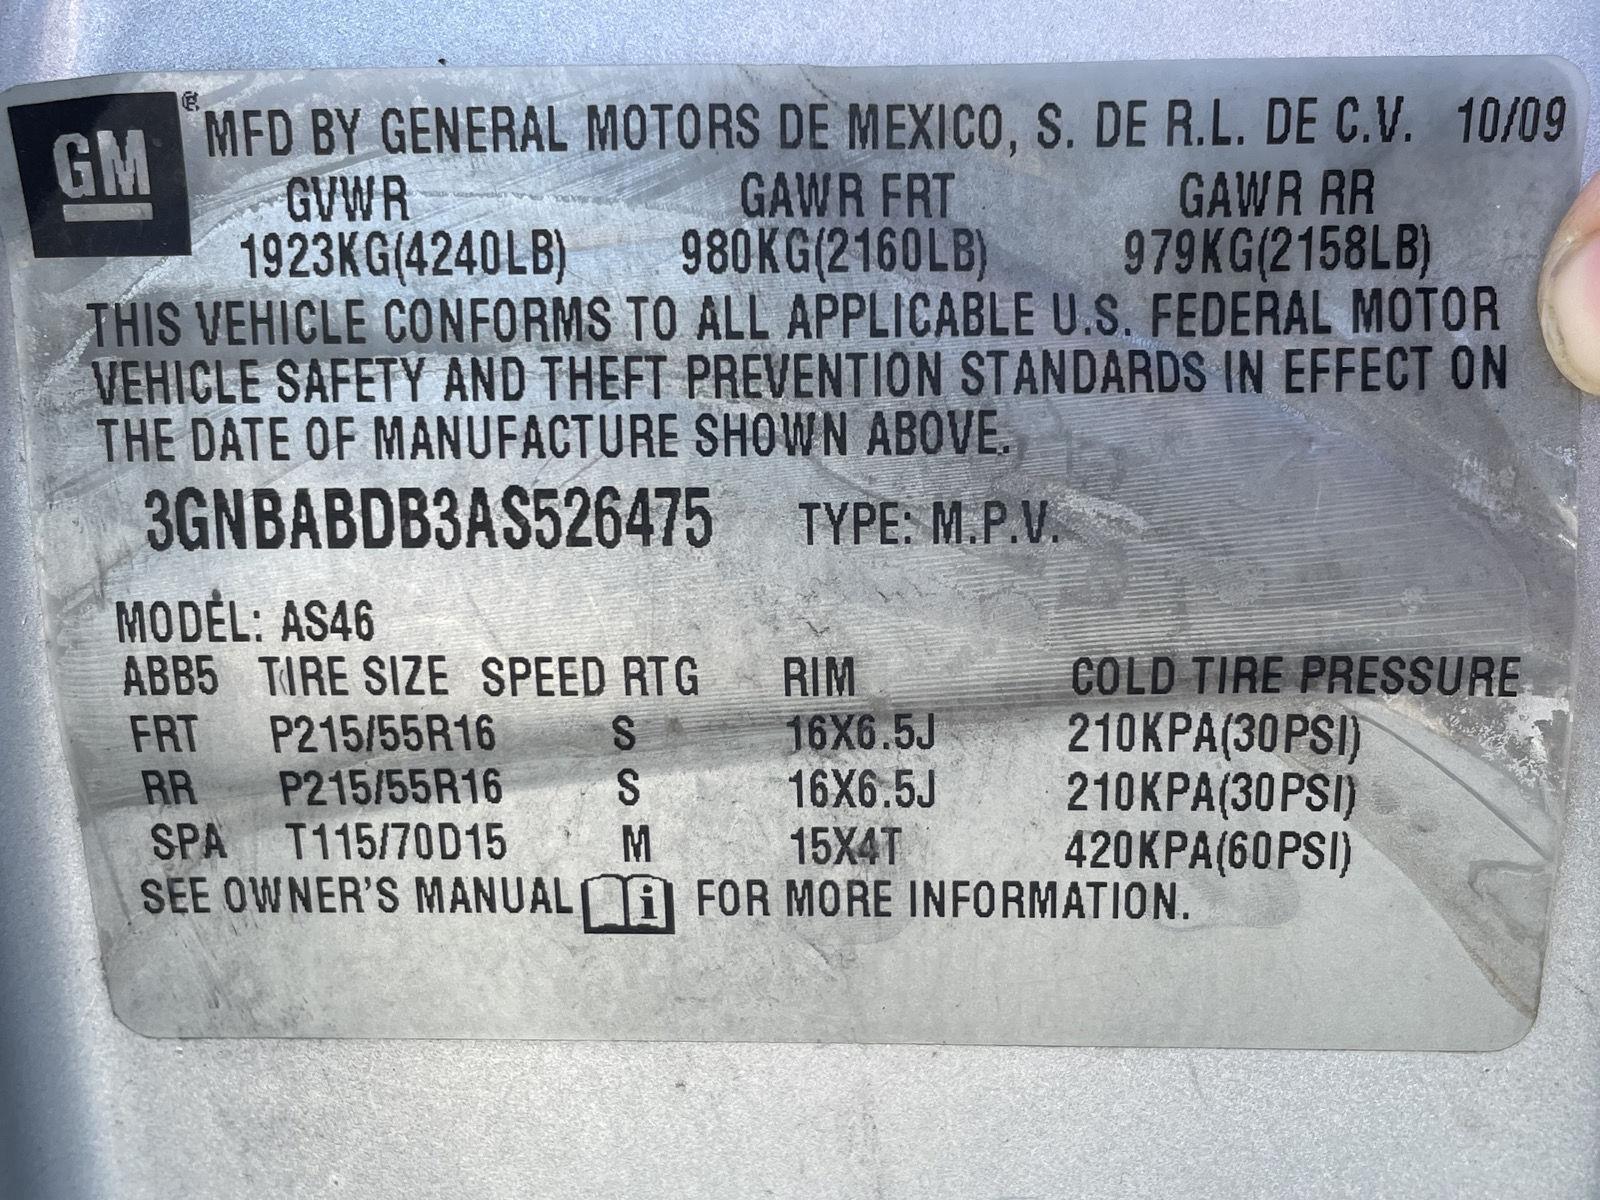 GM ® MFD BY GENERAL MOTORS DE MEXICO, S. DE R.L. DE C.V. 10/09
GVWR GAWR FRT GAWR RR
1923KG(4240LB) 980KG(2160LB) 979KG(2158LB)
THIS VEHICLE CONFORMS TO ALL APPLICABLE U.S. FEDERAL MOTOR
VEHICLE SAFETY AND THEFT PREVENTION STANDARDS IN EFFECT ON
THE DATE OF MANUFACTURE SHOWN ABOVE.
3GNBABDB3AS526475 TYPE: M.P.V.
MODEL: AS46
ABB5 TIRE SIZE SPEED RTG RIM COLD TIRE PRESSURE
FRT P215/55R16 S 16X6.5J 210KPA(30PSI)
RR P215/55R16 S 16X6.5J 210KPA(30PSI)
SPA T115/70D15 M 15X4T 420KPA(60PSI)
SEE OWNER'S MANUAL i FOR MORE INFORMATION.